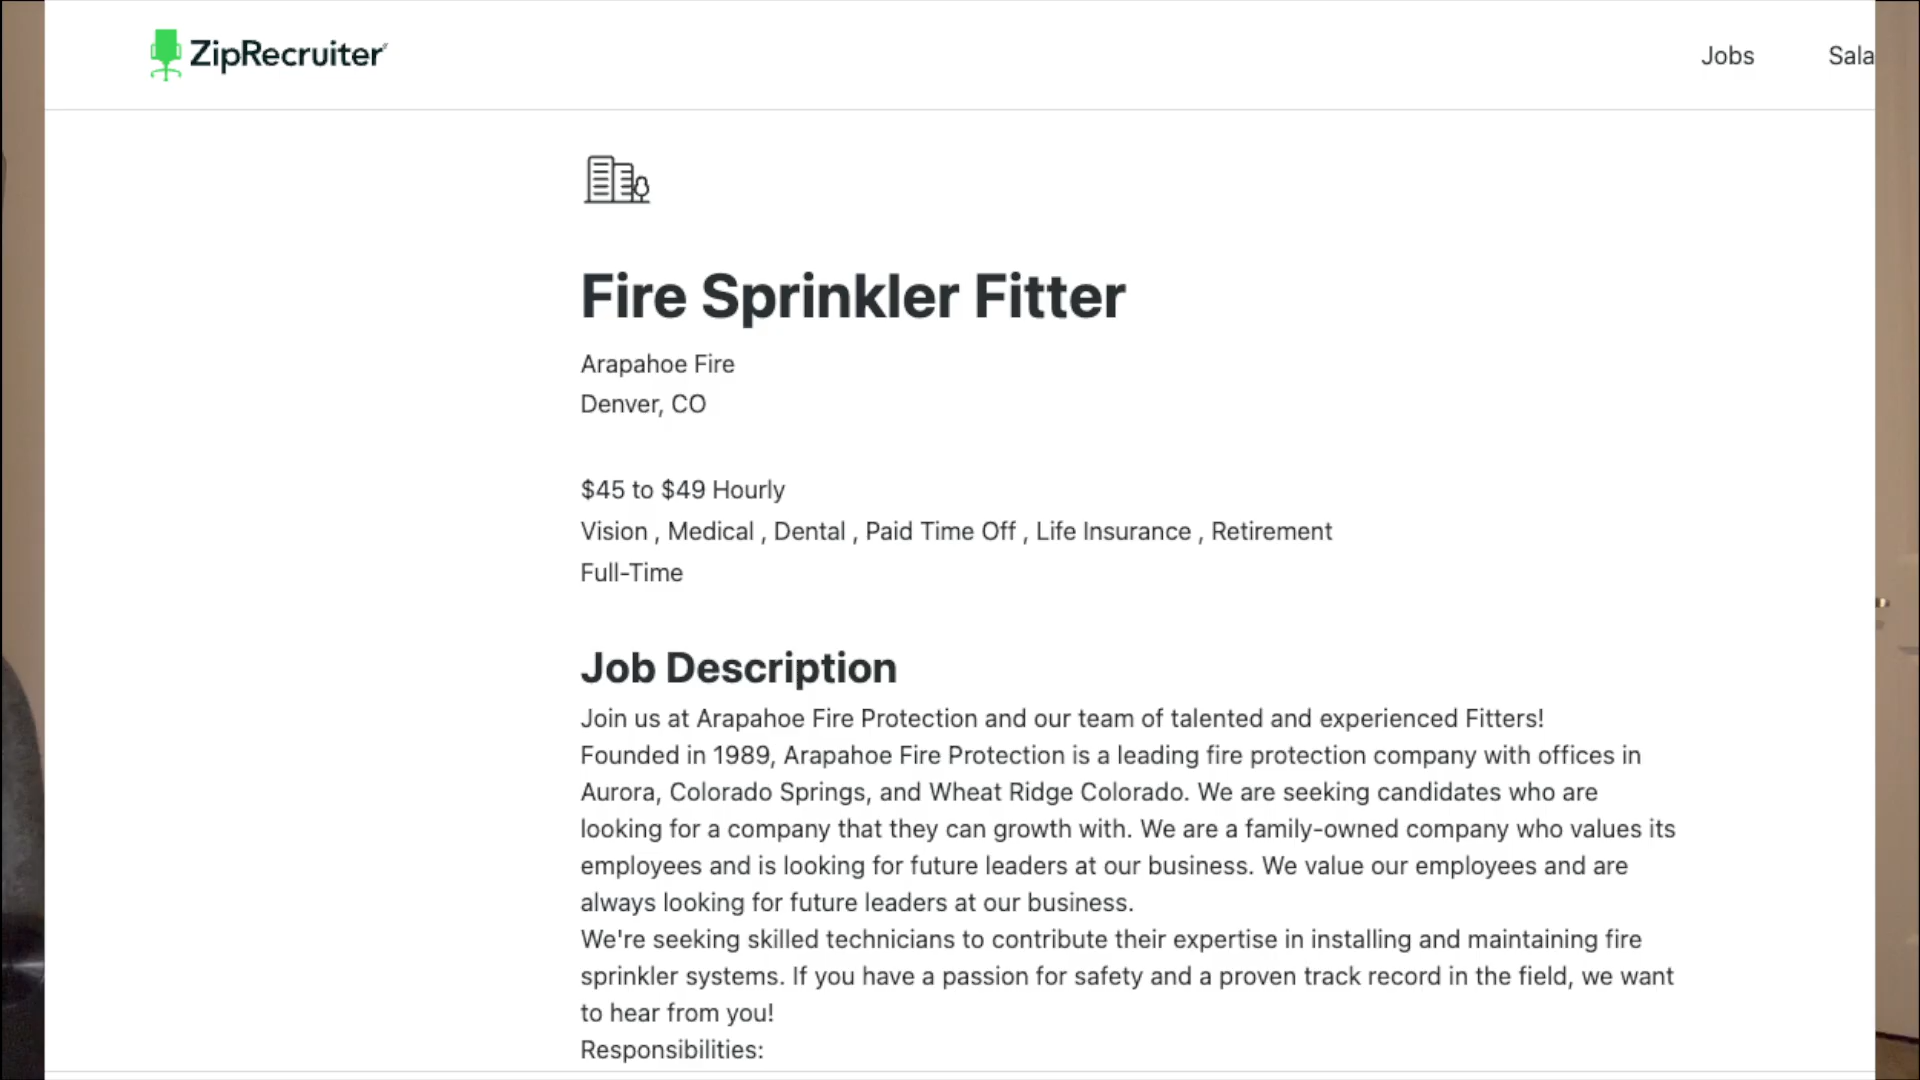 ZipRecruiter
Jobs
Sala
Fire Sprinkler Fitter
Arapahoe Fire
Denver, CO
$45 to $49 Hourly
Vision , Medical , Dental , Paid Time Off , Life Insurance , Retirement
Full-Time
Job Description
Join us at Arapahoe Fire Protection and our team of talented and experienced Fitters!
Founded in 1989, Arapahoe Fire Protection is a leading fire protection company with offices in
Aurora, Colorado Springs, and Wheat Ridge Colorado. We are seeking candidates who are
looking for a company that they can growth with. We are a family-owned company who values its
employees and is looking for future leaders at our business. We value our employees and are
always looking for future leaders at our business.
We're seeking skilled technicians to contribute their expertise in installing and maintaining fire
sprinkler systems. If you have a passion for safety and a proven track record in the field, we want
to hear from you!
Responsibilities: